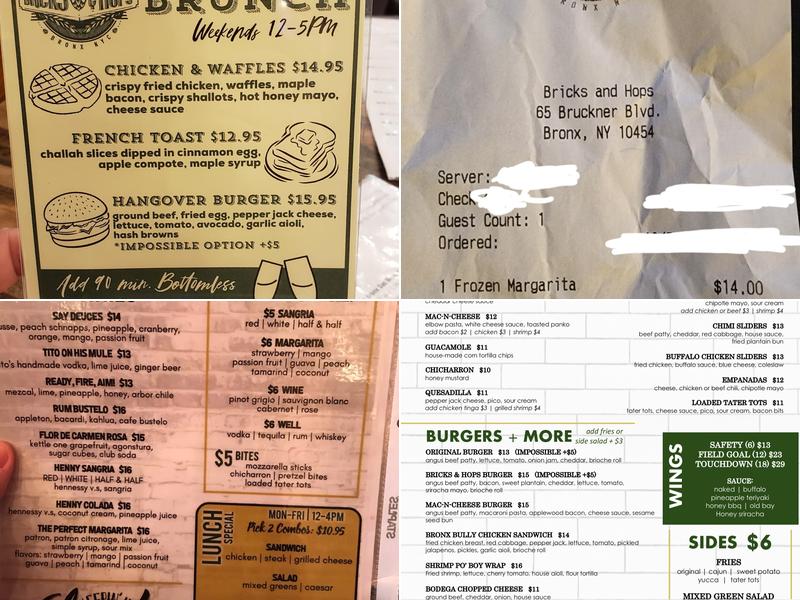 BRICKS & HOPS
BRONX NYC
BRUNCH
Weekends 12-5PM
CHICKEN & WAFFLES $14.95
crispy fried chicken, waffles, maple
bacon, crispy shallots, hot honey mayo,
cheese sauce
FRENCH TOAST $12.95
challah slices dipped in cinnamon egg,
apple compote, maple syrup
HANGOVER BURGER $15.95
ground beef, fried egg, pepper jack cheese,
lettuce, tomato, avocado, garlic aioli,
hash browns
*IMPOSSIBLE OPTION +$5
Add 90 min. Bottomless
Bricks and Hops
65 Bruckner Blvd.
Bronx, NY 10454
Server:
Check
Guest Count: 1
Ordered:
1 Frozen Margarita $14.00
SAY DEUCES $14
peach schnapps, pineapple, cranberry,
orange, mango, passion fruit
TITO ON HIS MULE $13
handmade vodka, lime juice, ginger beer
READY, FIRE, AIM! $13
mezcal, lime, pineapple, honey, arbor chile
RUM BUSTELO $16
appleton, bacardi, kahlua, cafe bustelo
FLOR DE CARMEN ROSA $15
kettle one grapefruit, agonatura,
sugar cubes, club soda
HENNY SANGRIA $16
RED | WHITE | HALF & HALF
hennessy v.s, sangria
HENNY COLADA $16
hennessy v.s, coconut cream, pineapple juice
THE PERFECT MARGARITA $16
patron, patron citronage, lime juice,
simple syrup, sour mix
flavors: strawberry | mango | passion fruit
guava | peach | tamarind | coconut
$5 SANGRIA
red | white | half & half
$6 MARGARITA
strawberry | mango
passion fruit | guava | peach
tamarind | coconut
$6 WINE
pinot grigio | sauvignon blanc
cabernet | rose
$6 WELL
vodka | tequila | rum | whiskey
$5 BITES
mozzarella sticks
chicharron | pretzel bites
loaded tater tots
LUNCH
SPECIAL
MON-FRI | 12-4PM
Pick 2 Combos: $10.95
SANDWICH
chicken | steak | grilled cheese
SALAD
mixed greens | caesar
STAPLES
cheddar cheese sauce
MAC-N-CHEESE $12
elbow pasta, white cheese sauce, toasted panko
add bacon $2 | chicken $3 | shrimp $4
GUACAMOLE $11
house-made corn tortilla chips
CHICHARRON $10
honey mustard
QUESADILLA $11
pepper jack cheese, pico, sour cream
add chicken finga $3 | grilled shrimp $4
chipotle mayo, sour cream
add chicken or beef $3 | shrimp $4
CHIMI SLIDERS $13
beef patty, cheddar, red cabbage, house sauce,
fried plantain bun
BUFFALO CHICKEN SLIDERS $13
fried chicken, buffalo sauce, blue cheese, coleslaw
EMPANADAS $12
cheese, chicken or beef chili, chipotle mayo
LOADED TATER TOTS $11
tater tots, cheese sauce, pico, sour cream, bacon bits
BURGERS + MORE add fries or
side salad + $3
ORIGINAL BURGER $13 (IMPOSSIBLE +$5)
angus beef patty, lettuce, tomato, onion jam, cheddar, brioche roll
BRICKS & HOPS BURGER $15 (IMPOSSIBLE +$5)
angus beef patty, bacon, sweet plantain, cheddar, lettuce, tomato,
sriracha mayo, brioche roll
MAC-N-CHEESE BURGER $15
angus beef patty, macaroni pasta, applewood bacon, cheese sauce, sesame
seed bun
BRONX BULLY CHICKEN SANDWICH $14
fried chicken breast, red cabbage, pepper jack, lettuce, tomato, pickled
jalapenos, pickles, garlic aioli, brioche roll
SHRIMP PO' BOY WRAP $16
fried shrimp, lettuce, cherry tomato, house aioli, flour tortilla
BODEGA CHOPPED CHEESE $11
ground beef, cheddar, onion, house sauce
WINGS
SAFETY (6) $13
FIELD GOAL (12) $23
TOUCHDOWN (18) $29
SAUCE:
naked | buffalo
pineapple teriyaki
honey bbq | old bay
Honey sriracha
SIDES $6
FRIES
original | cajun | sweet potato
yucca | tater tots
MIXED GREEN SALAD